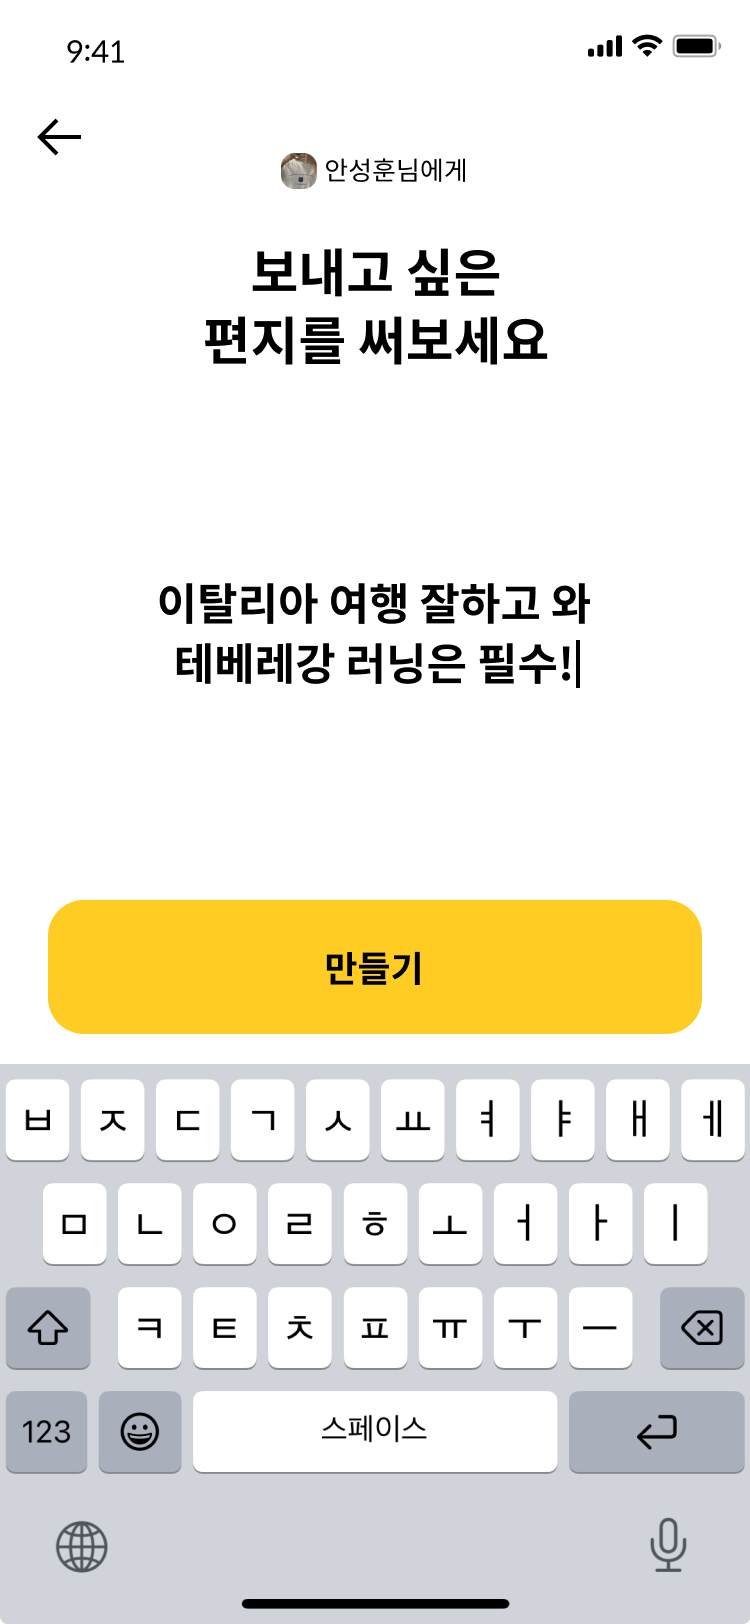 9:41
안성훈님에게
보내고 싶은
편지를 써보세요
이탈리아 여행 잘하고 와
테베레강 러닝은 필수!
만들기
ㅂ ㅈ ㄷ ㄱ ㅅ ㅛ ㅕ ㅑ ㅐ ㅔ
ㅁ ㄴ ㅇ ㄹ ㅎ ㅗ ㅓ ㅏ ㅣ
ㅋ ㅌ ㅊ ㅍ ㅠ ㅜ ㅡ
123 스페이스